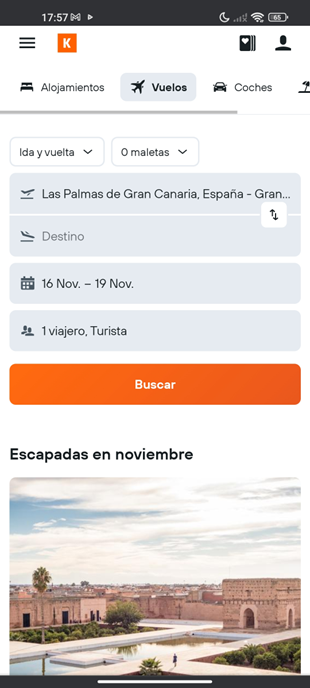 17:57
65
K
Alojamientos
Vuelos
Coches
Ida y vuelta
0 maletas
Las Palmas de Gran Canaria, España - Gran...
Destino
16 Nov. – 19 Nov.
1 viajero, Turista
Buscar
Escapadas en noviembre